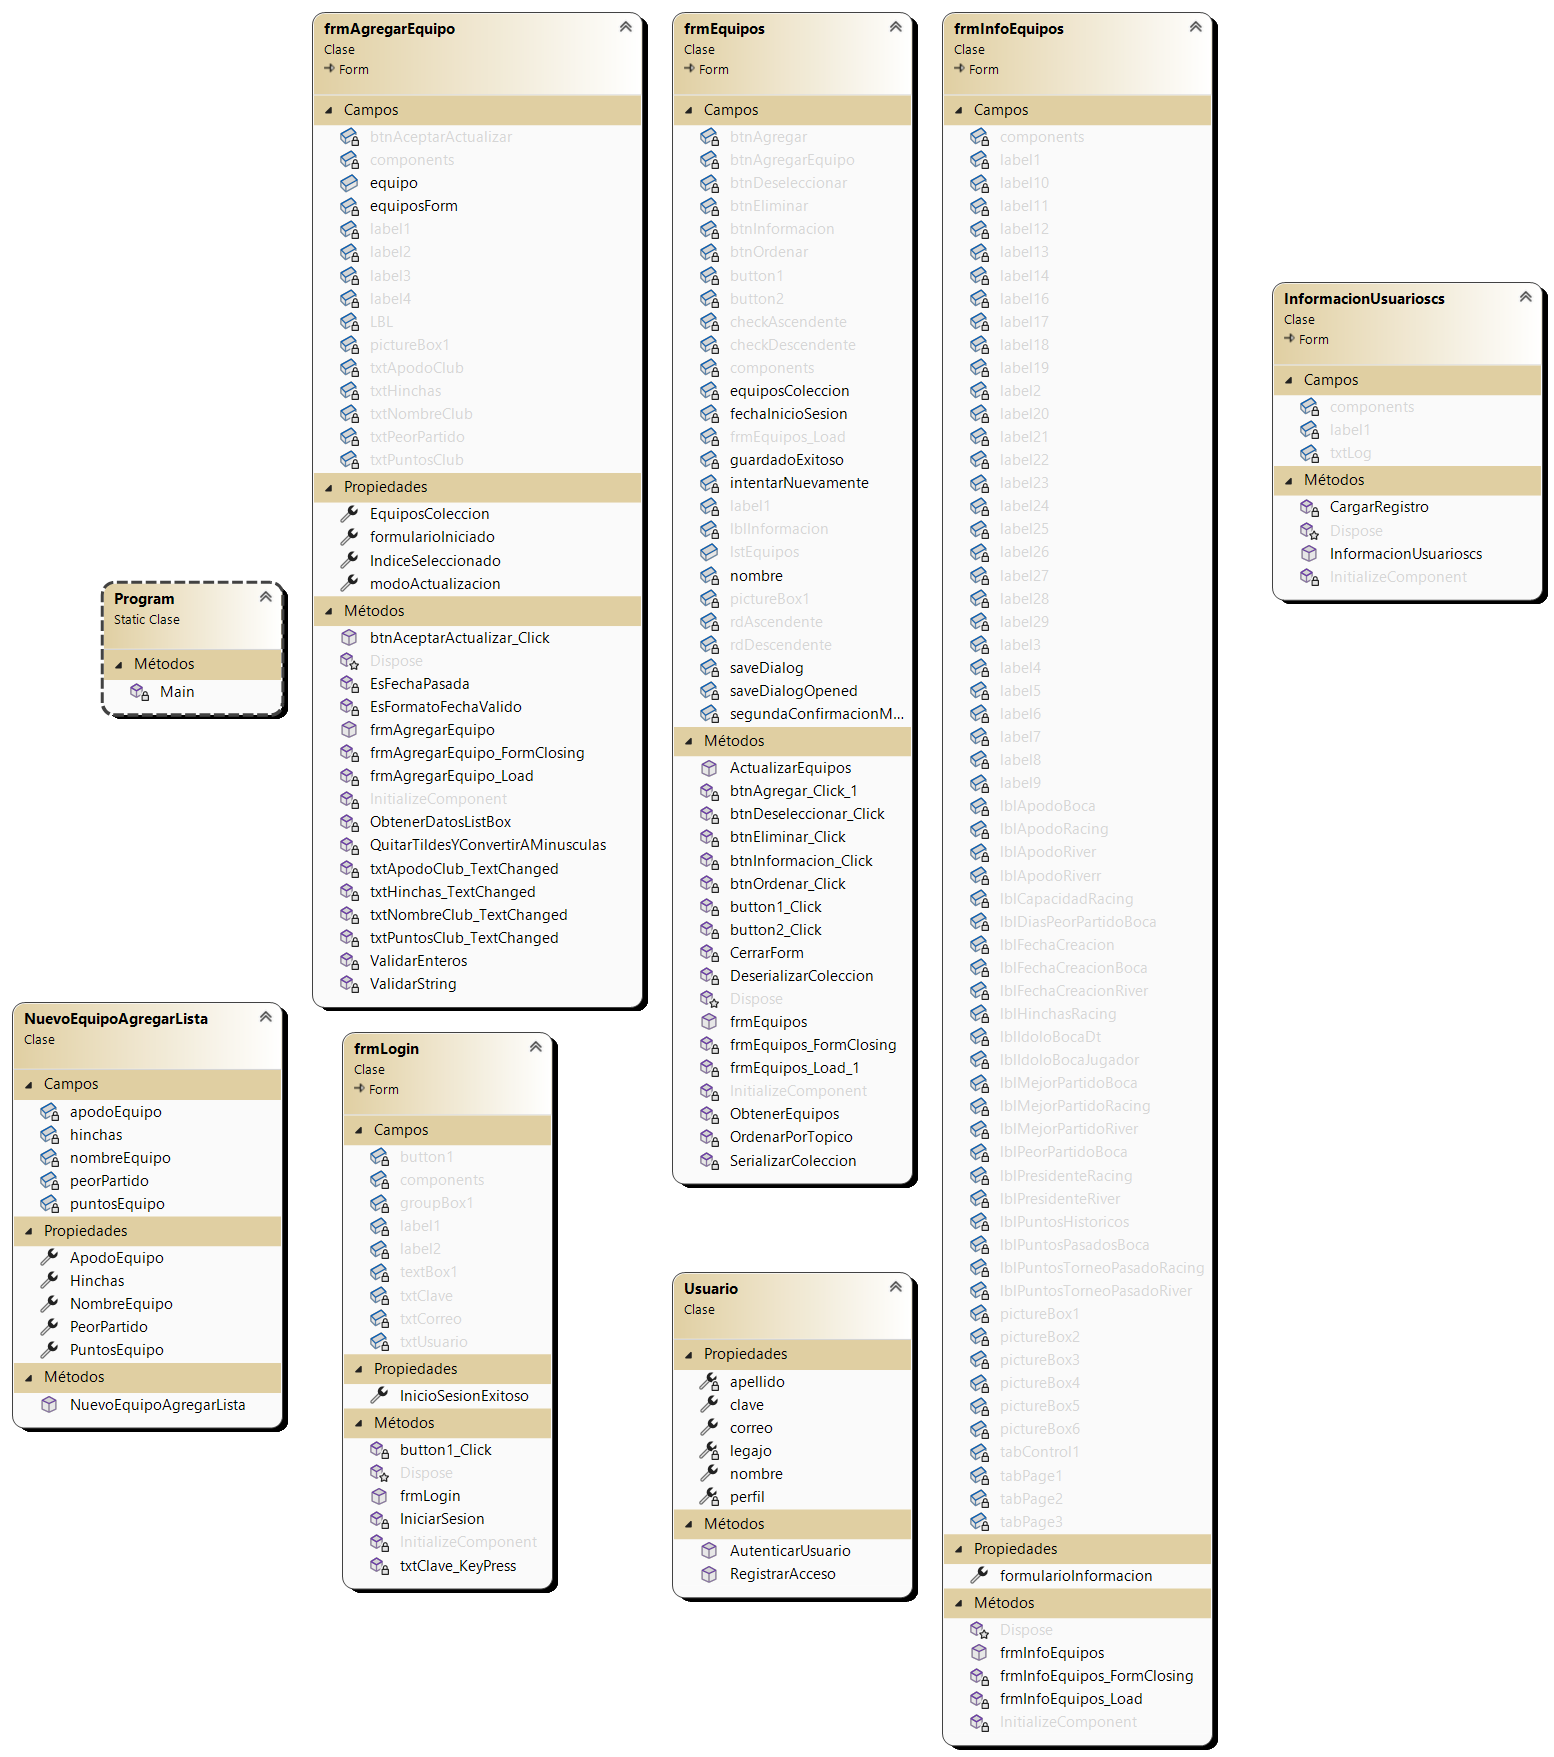 frmAgregarEquipo
Clase
Form
Campos
btnAceptarActualizar
components
equipo
equiposForm
label1
label2
label3
label4
LBL
pictureBox1
txtApodoClub
txtHinchas
txtNombreClub
txtPeorPartido
txtPuntosClub
Propiedades
EquiposColeccion
formularioIniciado
IndiceSeleccionado
modoActualizacion
Métodos
btnAceptarActualizar_Click
Dispose
EsFechaPasada
EsFormatoFechaValido
frmAgregarEquipo
frmAgregarEquipo_FormClosing
frmAgregarEquipo_Load
InitializeComponent
ObtenerDatosListBox
QuitarTildesYConvertirAMinusculas
txtApodoClub_TextChanged
txtHinchas_TextChanged
txtNombreClub_TextChanged
txtPuntosClub_TextChanged
ValidarEnteros
ValidarString
frmEquipos
Clase
Form
Campos
btnAgregar
btnAgregarEquipo
btnDeseleccionar
btnEliminar
btnInformacion
btnOrdenar
button1
button2
checkAscendente
checkDescendente
components
equiposColeccion
fechaInicioSesion
frmEquipos_Load
guardadoExitoso
intentarNuevamente
label1
lblInformacion
lstEquipos
nombre
pictureBox1
rdAscendente
rdDescendente
saveDialog
saveDialogOpened
segundaConfirmacionM...
Métodos
ActualizarEquipos
btnAgregar_Click_1
btnDeseleccionar_Click
btnEliminar_Click
btnInformacion_Click
btnOrdenar_Click
button1_Click
button2_Click
CerrarForm
DeserializarColeccion
Dispose
frmEquipos
frmEquipos_FormClosing
frmEquipos_Load_1
InitializeComponent
ObtenerEquipos
OrdenarPorTopico
SerializarColeccion
frmInfoEquipos
Clase
Form
Campos
components
label1
label10
label11
label12
label13
label14
label16
label17
label18
label19
label2
label20
label21
label22
label23
label24
label25
label26
label27
label28
label29
label3
label4
label5
label6
label7
label8
label9
lblApodoBoca
lblApodoRacing
lblApodoRiver
lblApodoRiverr
lblCapacidadRacing
lblDiasPeorPartidoBoca
lblFechaCreacion
lblFechaCreacionBoca
lblFechaCreacionRiver
lblHinchasRacing
lblIdoloBocaDt
lblIdoloBocaJugador
lblMejorPartidoBoca
lblMejorPartidoRacing
lblMejorPartidoRiver
lblPeorPartidoBoca
lblPresidenteRacing
lblPresidenteRiver
lblPuntosHistoricos
lblPuntosPasadosBoca
lblPuntosTorneoPasadoRacing
lblPuntosTorneoPasadoRiver
pictureBox1
pictureBox2
pictureBox3
pictureBox4
pictureBox5
pictureBox6
tabControl1
tabPage1
tabPage2
tabPage3
Propiedades
formularioInformacion
Métodos
Dispose
frmInfoEquipos
frmInfoEquipos_FormClosing
frmInfoEquipos_Load
InitializeComponent
InformacionUsuarioscs
Clase
Form
Campos
components
label1
txtLog
Métodos
CargarRegistro
Dispose
InformacionUsuarioscs
InitializeComponent
Program
Static Clase
Métodos
Main
NuevoEquipoAgregarLista
Clase
Campos
apodoEquipo
hinchas
nombreEquipo
peorPartido
puntosEquipo
Propiedades
ApodoEquipo
Hinchas
NombreEquipo
PeorPartido
PuntosEquipo
Métodos
NuevoEquipoAgregarLista
frmLogin
Clase
Form
Campos
button1
components
groupBox1
label1
label2
textBox1
txtClave
txtCorreo
txtUsuario
Propiedades
InicioSesionExitoso
Métodos
button1_Click
Dispose
frmLogin
IniciarSesion
InitializeComponent
txtClave_KeyPress
Usuario
Clase
Propiedades
apellido
clave
correo
legajo
nombre
perfil
Métodos
AutenticarUsuario
RegistrarAcceso